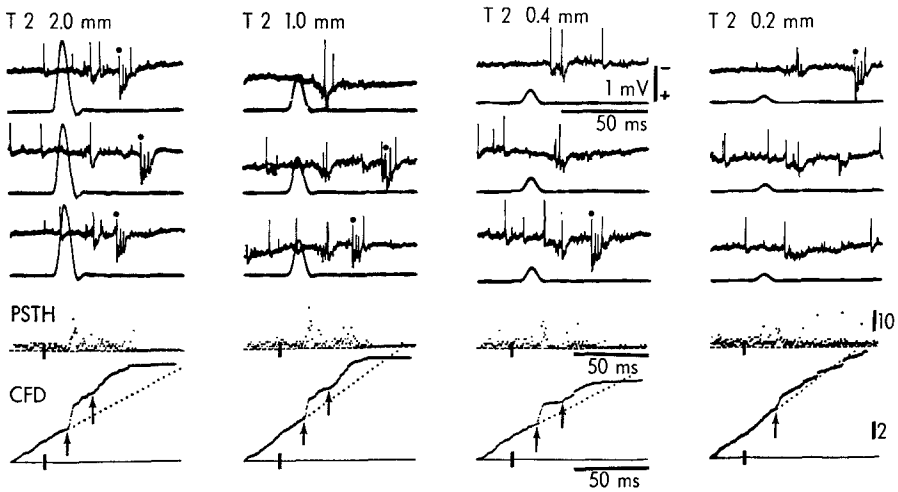 T 2 2.0 mm
T 2 1.0 mm
T 2 0.4 mm
T 2 0.2 mm
1 mV
−
+
50 ms
PSTH
10
50 ms
CFD
2
50 ms